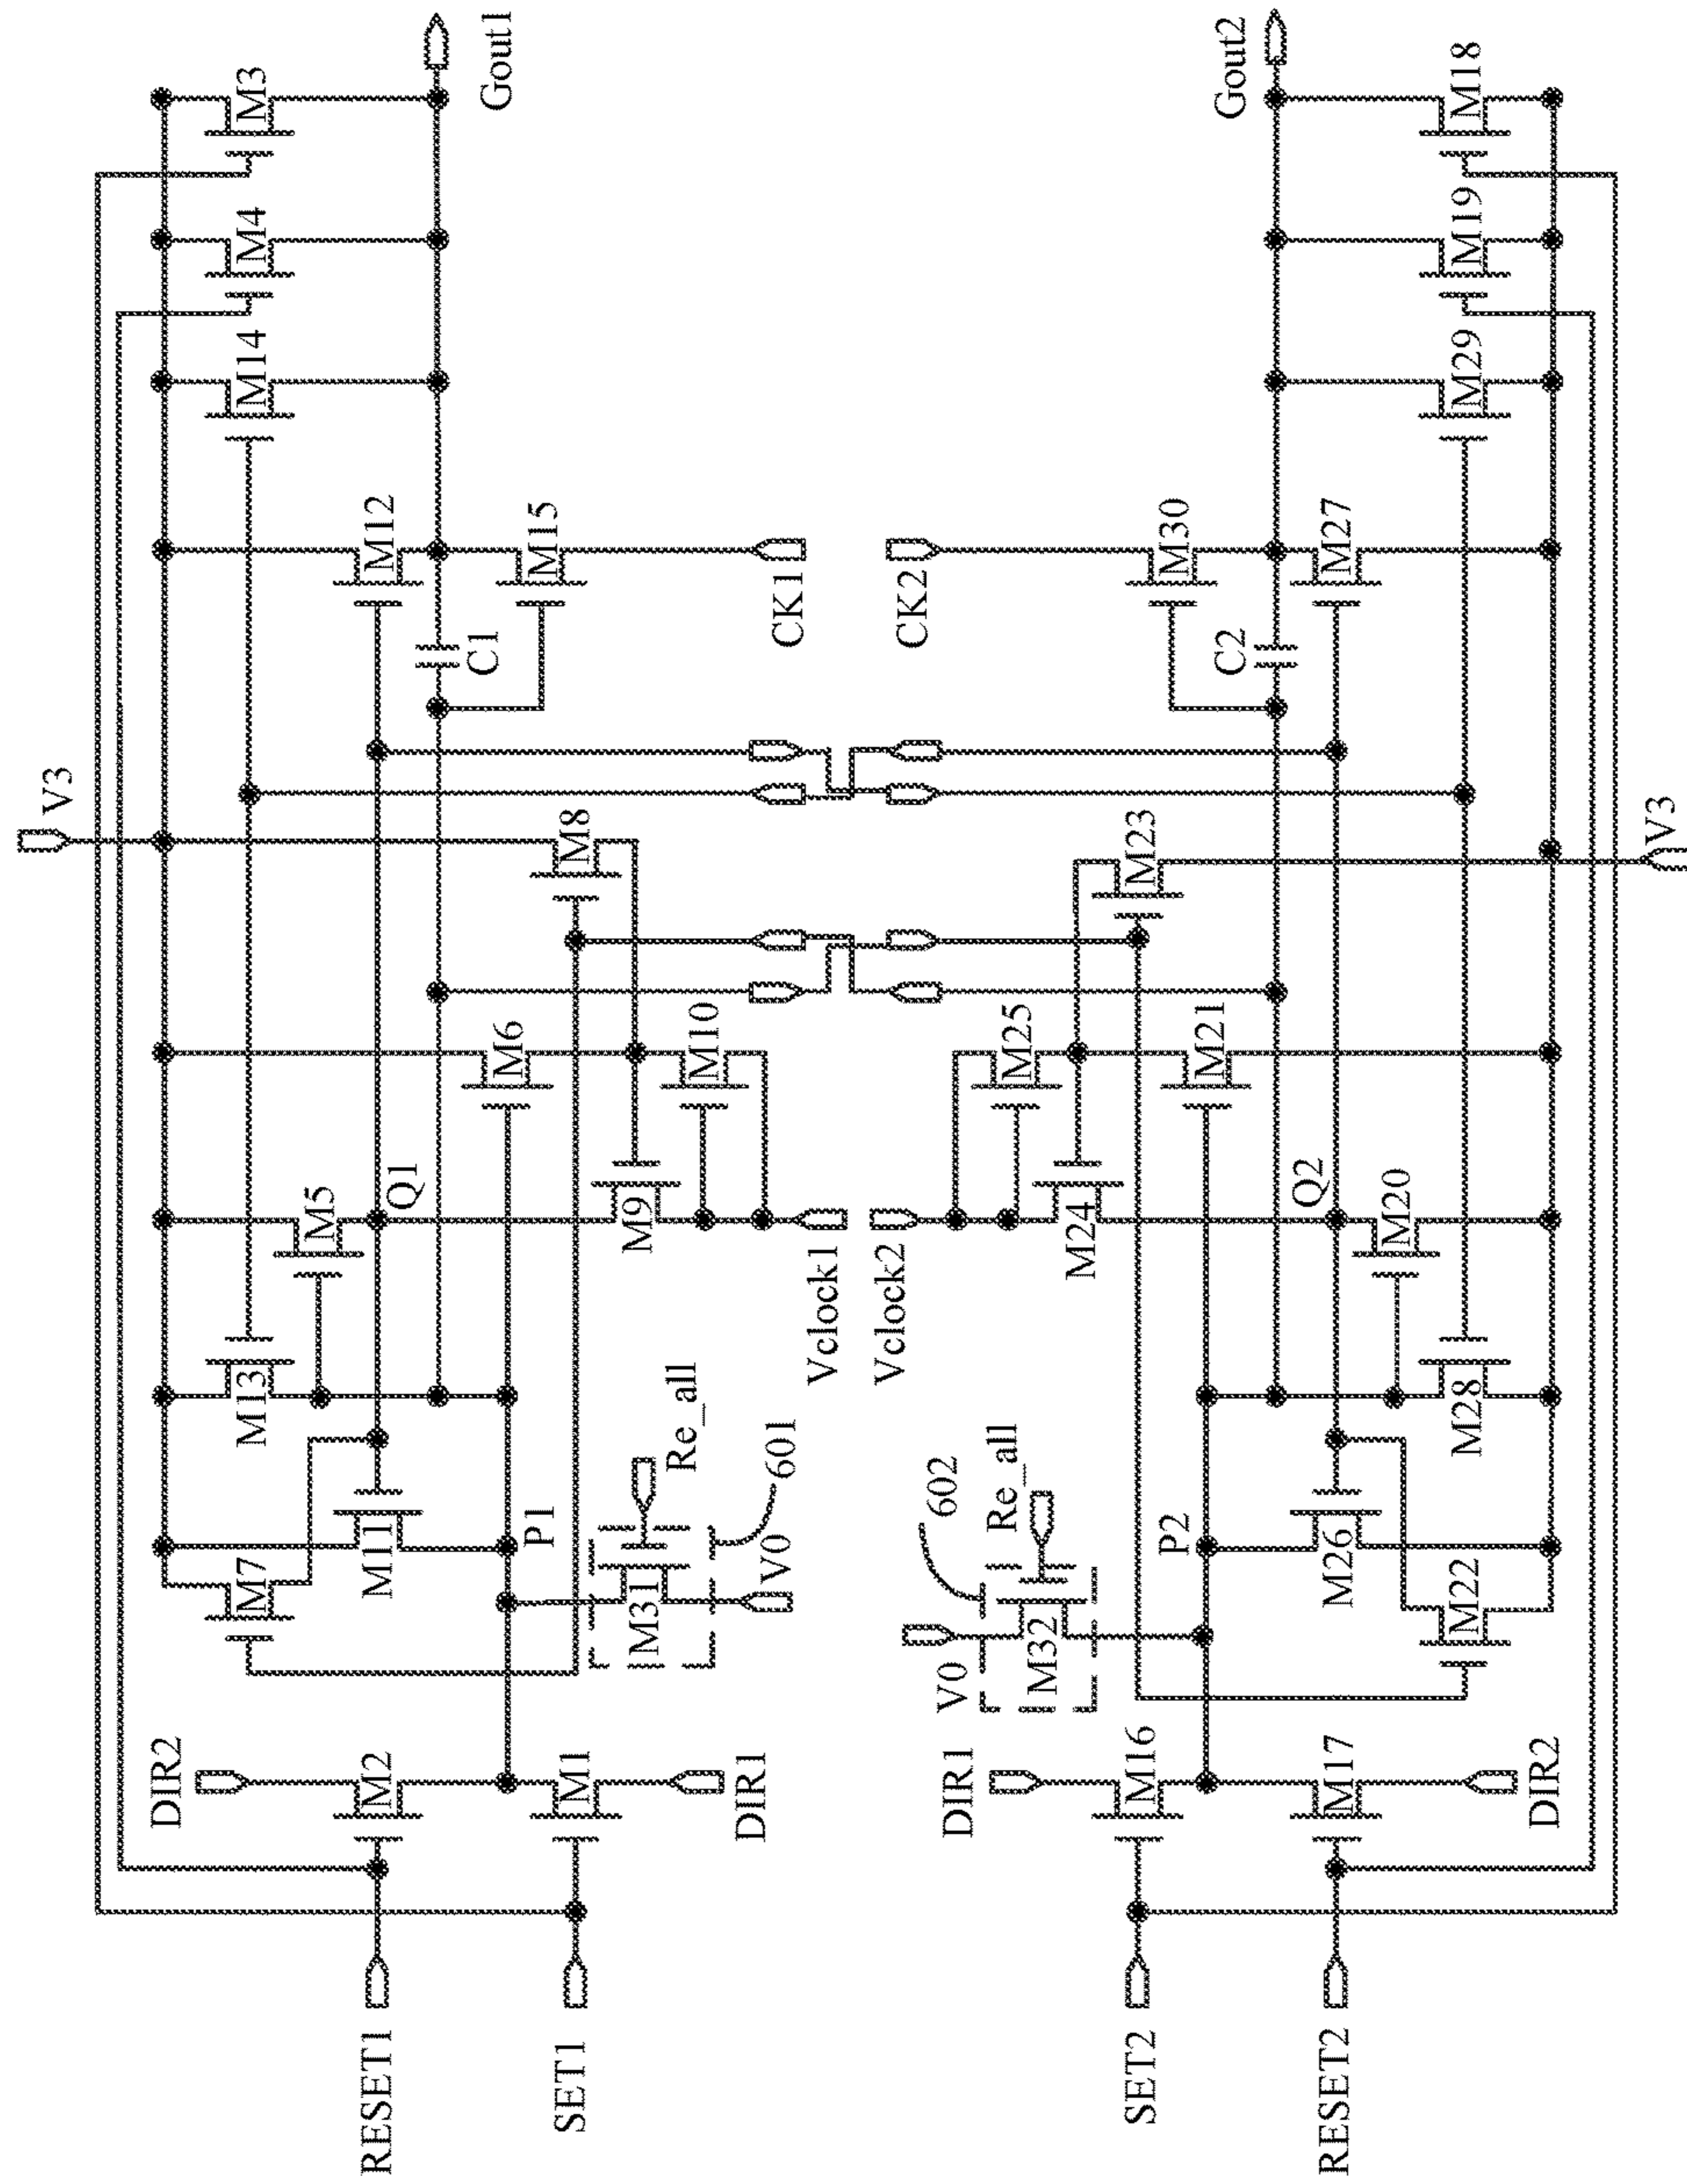 V3
M3
M4
M14
Gout1
M12
M15
C1
CK1
M8
M6
M10
M5
Q1
M9
Vclock1
M13
M7
M11
P1
Re_all
M31
601
V0
DIR2
M2
M1
DIR1
RESET1
SET1
Gout2
M18
M19
M29
M30
M27
C2
CK2
V3
M23
M25
M21
M24
Q2
M20
Vclock2
M28
M26
M22
P2
Re_all
602
M32
V0
DIR1
M16
M17
DIR2
SET2
RESET2